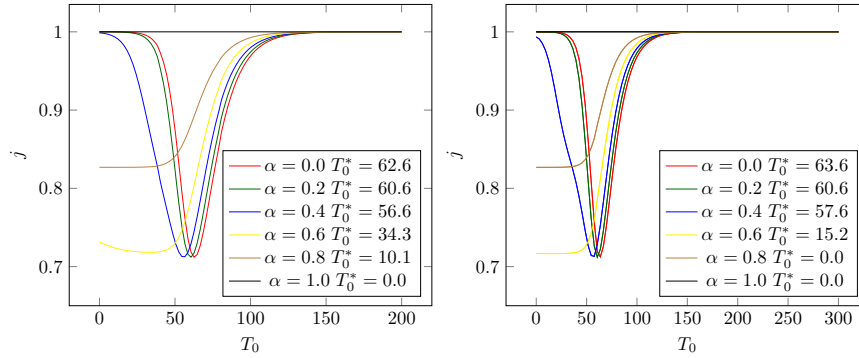 1
0.9
0.8
0.7
j
0
50
100
150
200
T₀
α = 0.0 T₀* = 62.6
α = 0.2 T₀* = 60.6
α = 0.4 T₀* = 56.6
α = 0.6 T₀* = 34.3
α = 0.8 T₀* = 10.1
α = 1.0 T₀* = 0.0
1
0.9
0.8
0.7
j
0
50
100
150
200
250
300
T₀
α = 0.0 T₀* = 63.6
α = 0.2 T₀* = 60.6
α = 0.4 T₀* = 57.6
α = 0.6 T₀* = 15.2
α = 0.8 T₀* = 0.0
α = 1.0 T₀* = 0.0